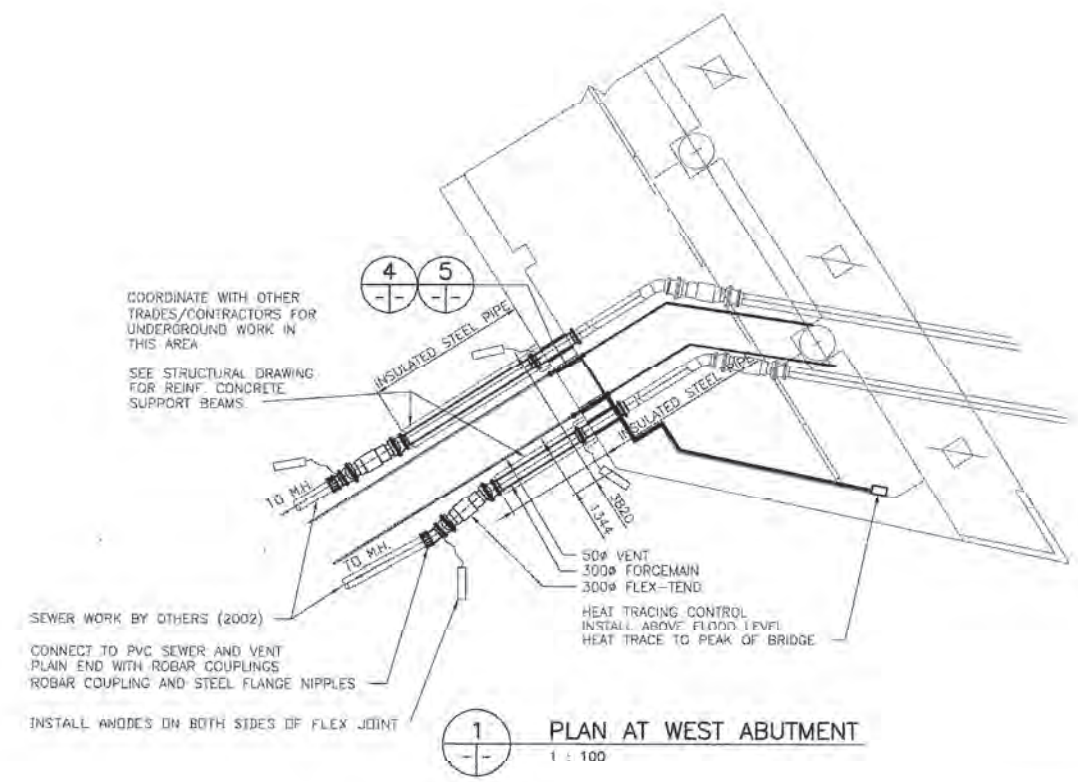 4
5
- -
- -
COORDINATE WITH OTHER
TRADES/CONTRACTORS FOR
UNDERGROUND WORK IN
THIS AREA
SEE STRUCTURAL DRAWING
FOR REINF. CONCRETE
SUPPORT BEAMS
INSULATED STEEL PIPE
INSULATED STEEL PIPE
TO M.H.
TO M.H.
3820
1344
50ø VENT
300ø FORCEMAIN
300ø FLEX-TEND
HEAT TRACING CONTROL
INSTALL ABOVE FLOOD LEVEL
HEAT TRACE TO PEAK OF BRIDGE
SEWER WORK BY OTHERS (2002)
CONNECT TO PVC SEWER AND VENT
PLAIN END WITH ROBAR COUPLINGS
ROBAR COUPLING AND STEEL FLANGE NIPPLES
INSTALL ANODES ON BOTH SIDES OF FLEX JOINT
1
- -
PLAN AT WEST ABUTMENT
1 : 100